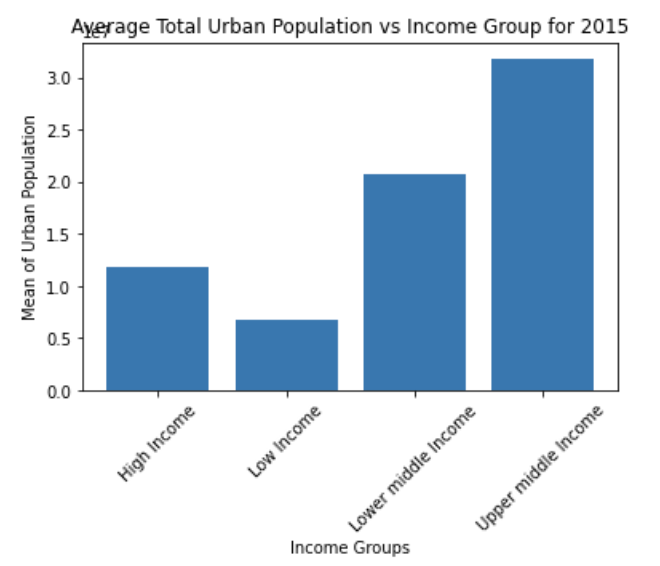 Average Total Urban Population vs Income Group for 2015
1e7
3.0
2.5
2.0
1.5
1.0
0.5
0.0
Mean of Urban Population
High Income
Low Income
Lower middle Income
Upper middle Income
Income Groups